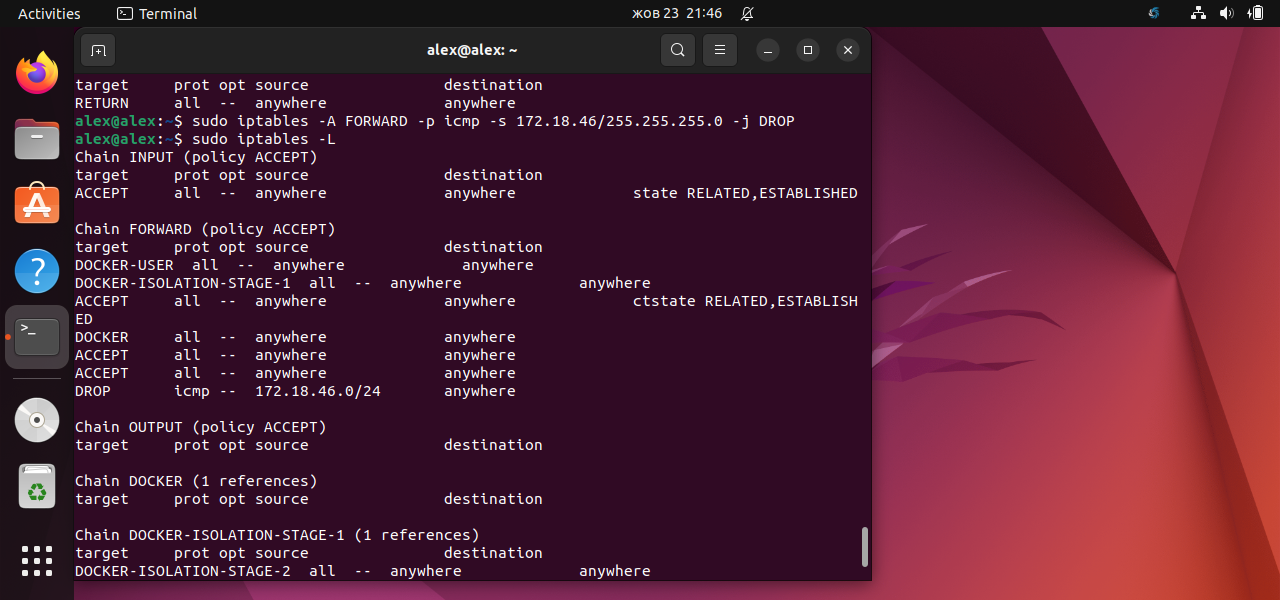 Activities Terminal жов 23 21:46
alex@alex: ~
target     prot opt source               destination
RETURN     all  --  anywhere             anywhere
alex@alex:~$ sudo iptables -A FORWARD -p icmp -s 172.18.46/255.255.255.0 -j DROP
alex@alex:~$ sudo iptables -L
Chain INPUT (policy ACCEPT)
target     prot opt source               destination
ACCEPT     all  --  anywhere             anywhere             state RELATED,ESTABLISHED
Chain FORWARD (policy ACCEPT)
target     prot opt source               destination
DOCKER-USER  all  --  anywhere             anywhere
DOCKER-ISOLATION-STAGE-1  all  --  anywhere             anywhere
ACCEPT     all  --  anywhere             anywhere             ctstate RELATED,ESTABLISH
ED
DOCKER     all  --  anywhere             anywhere
ACCEPT     all  --  anywhere             anywhere
ACCEPT     all  --  anywhere             anywhere
DROP       icmp --  172.18.46.0/24       anywhere
Chain OUTPUT (policy ACCEPT)
target     prot opt source               destination
Chain DOCKER (1 references)
target     prot opt source               destination
Chain DOCKER-ISOLATION-STAGE-1 (1 references)
target     prot opt source               destination
DOCKER-ISOLATION-STAGE-2  all  --  anywhere             anywhere